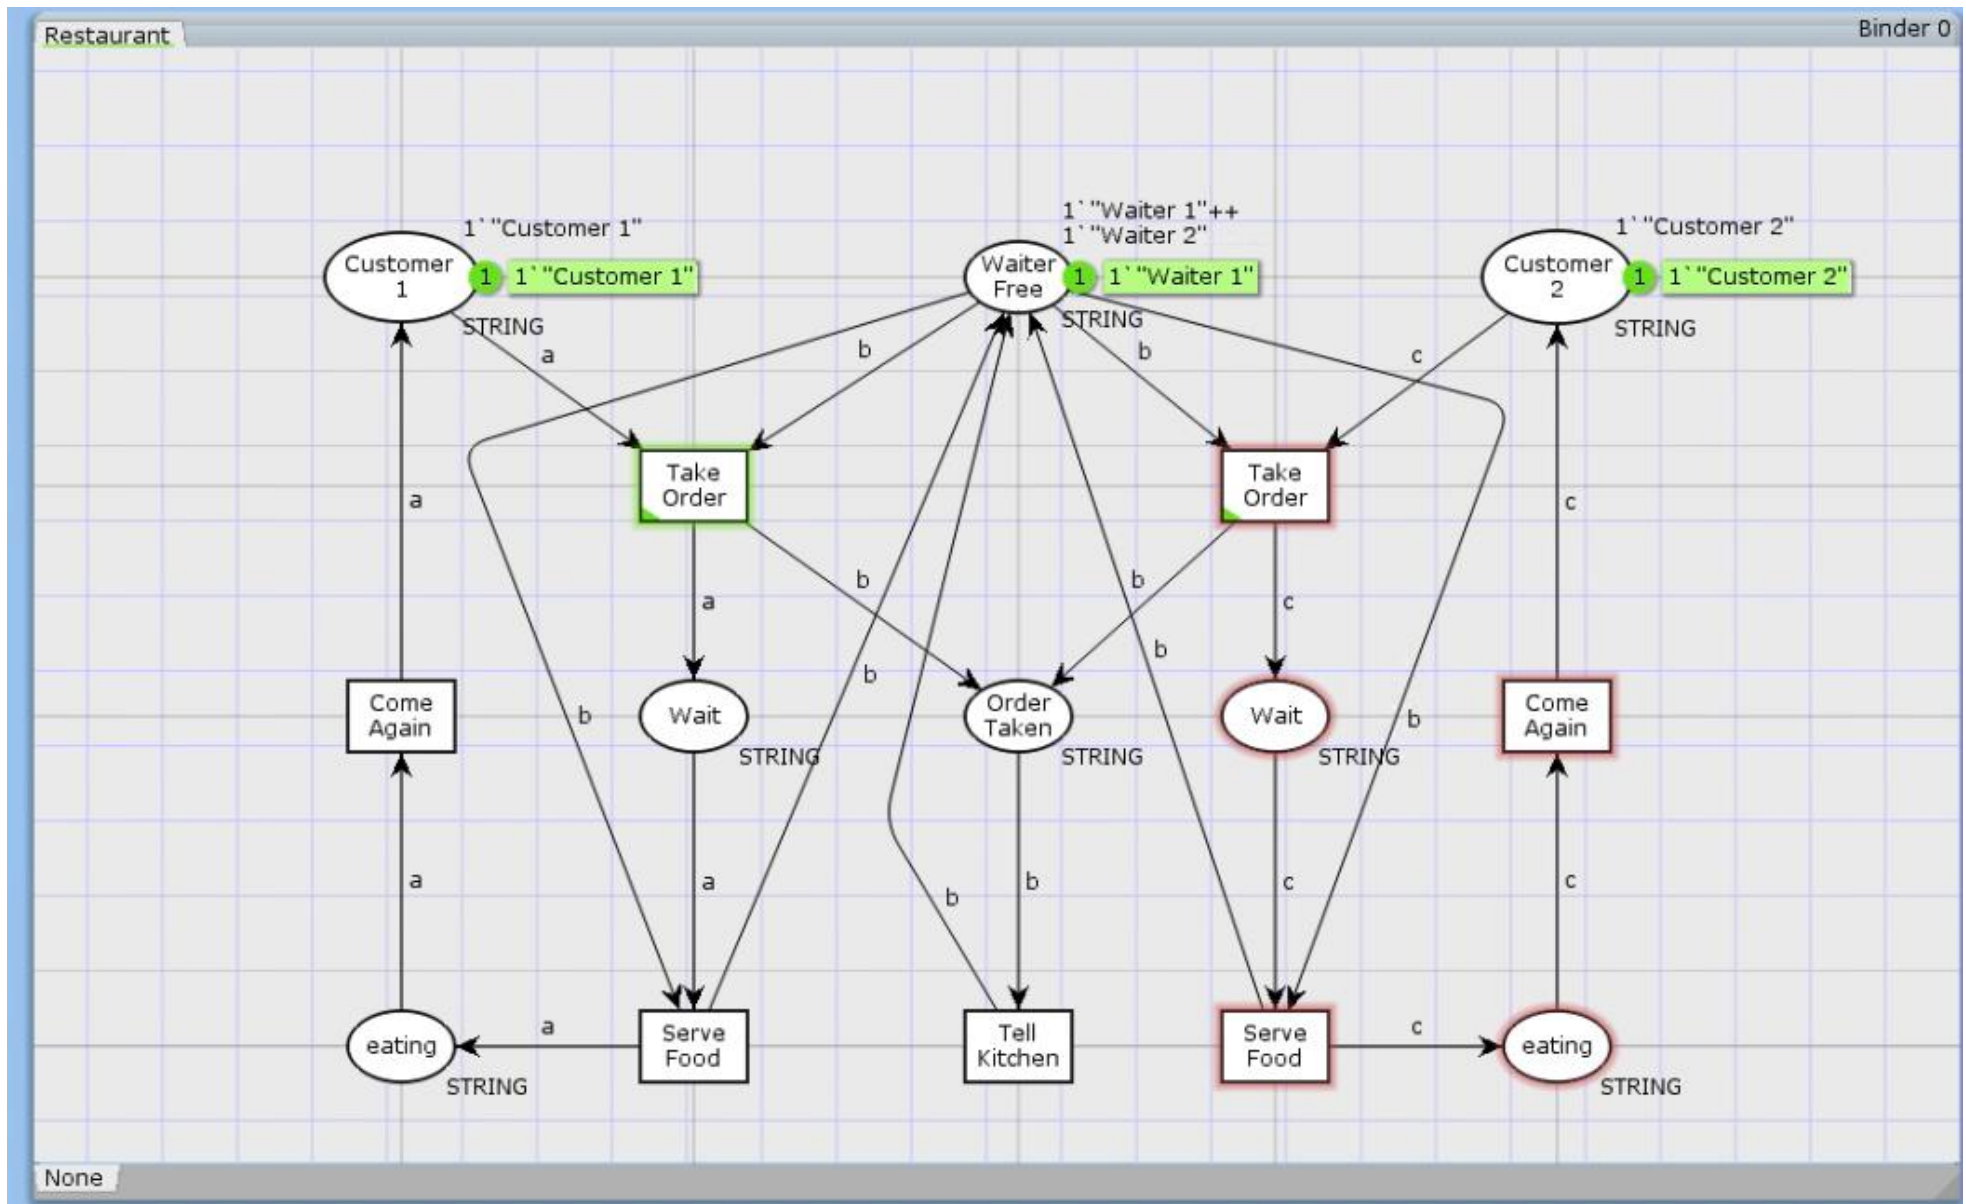 Restaurant
Binder 0
1`"Customer 1"
1`"Waiter 1"++
1`"Waiter 2"
1`"Customer 2"
Customer
1
1
1`"Customer 1"
STRING
Waiter
Free
1
1`"Waiter 1"
STRING
Customer
2
1
1`"Customer 2"
STRING
a
b
b
c
Take
Order
Take
Order
a
c
b
b
a
c
b
b
Come
Again
b
Wait
STRING
Order
Taken
STRING
Wait
STRING
b
Come
Again
a
a
b
b
c
c
eating
STRING
a
Serve
Food
Tell
Kitchen
Serve
Food
c
eating
STRING
None